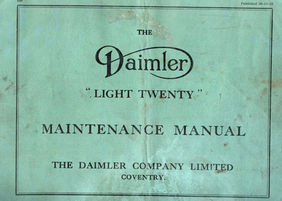 THE
Daimler
"LIGHT TWENTY"
MAINTENANCE MANUAL
THE DAIMLER COMPANY LIMITED
COVENTRY.